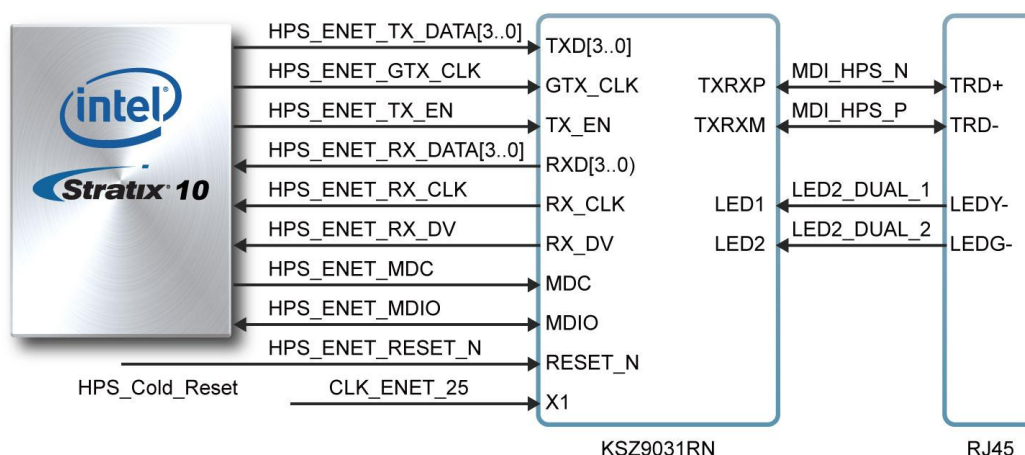 HPS_ENET_TX_DATA[3..0]
TXD[3..0]
HPS_ENET_GTX_CLK
GTX_CLK
TXRXP
MDI_HPS_N
TRD+
HPS_ENET_TX_EN
TX_EN
TXRXM
MDI_HPS_P
TRD-
HPS_ENET_RX_DATA[3..0]
RXD[3..0)
HPS_ENET_RX_CLK
RX_CLK
LED1
LED2_DUAL_1
LEDY-
HPS_ENET_RX_DV
RX_DV
LED2
LED2_DUAL_2
LEDG-
HPS_ENET_MDC
MDC
HPS_ENET_MDIO
MDIO
HPS_ENET_RESET_N
RESET_N
HPS_Cold_Reset
CLK_ENET_25
X1
KSZ9031RN
RJ45
intel
Stratix® 10